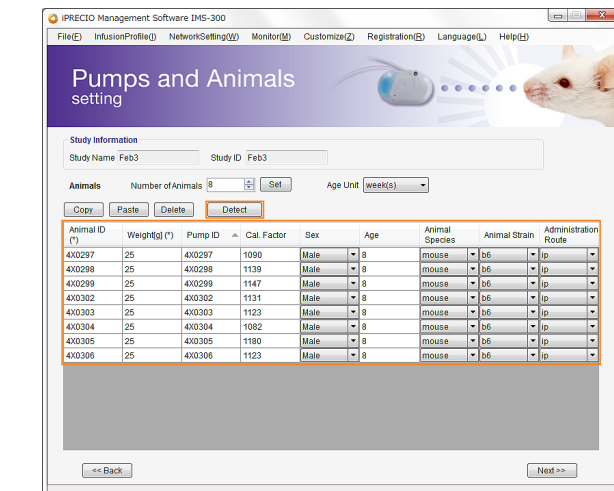 iPRECIO Management Software IMS-300
File(F) InfusionProfile(I) NetworkSetting(W) Monitor(M) Customize(Z) Registration(R) Language(L) Help(H)
Pumps and Animals
setting
Study Information
Study Name Feb3 Study ID Feb3
Animals Number of Animals 8 Set Age Unit week(s)
Copy Paste Delete Detect
Animal ID (*) Weight[g] (*) Pump ID Cal. Factor Sex Age Animal Species Animal Strain Administration Route
4X0297 25 4X0297 1090 Male 8 mouse b6 ip
4X0298 25 4X0298 1139 Male 8 mouse b6 ip
4X0299 25 4X0299 1147 Male 8 mouse b6 ip
4X0302 25 4X0302 1131 Male 8 mouse b6 ip
4X0303 25 4X0303 1123 Male 8 mouse b6 ip
4X0304 25 4X0304 1082 Male 8 mouse b6 ip
4X0305 25 4X0305 1180 Male 8 mouse b6 ip
4X0306 25 4X0306 1123 Male 8 mouse b6 ip
<< Back Next >>